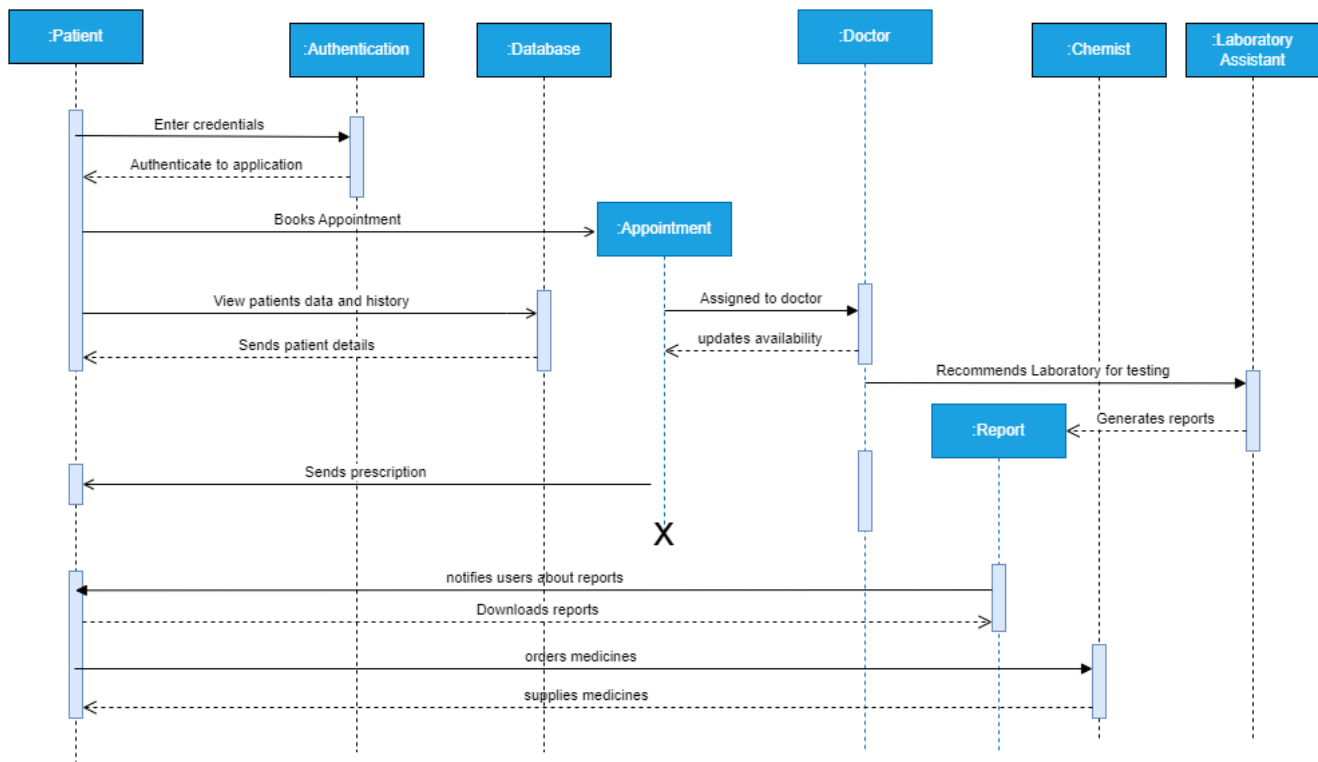 :Patient
:Authentication
:Database
:Doctor
:Chemist
:Laboratory
Assistant
Enter credentials
Authenticate to application
Books Appointment
:Appointment
View patients data and history
Assigned to doctor
Sends patient details
updates availability
Recommends Laboratory for testing
:Report
Generates reports
Sends prescription
X
notifies users about reports
Downloads reports
orders medicines
supplies medicines